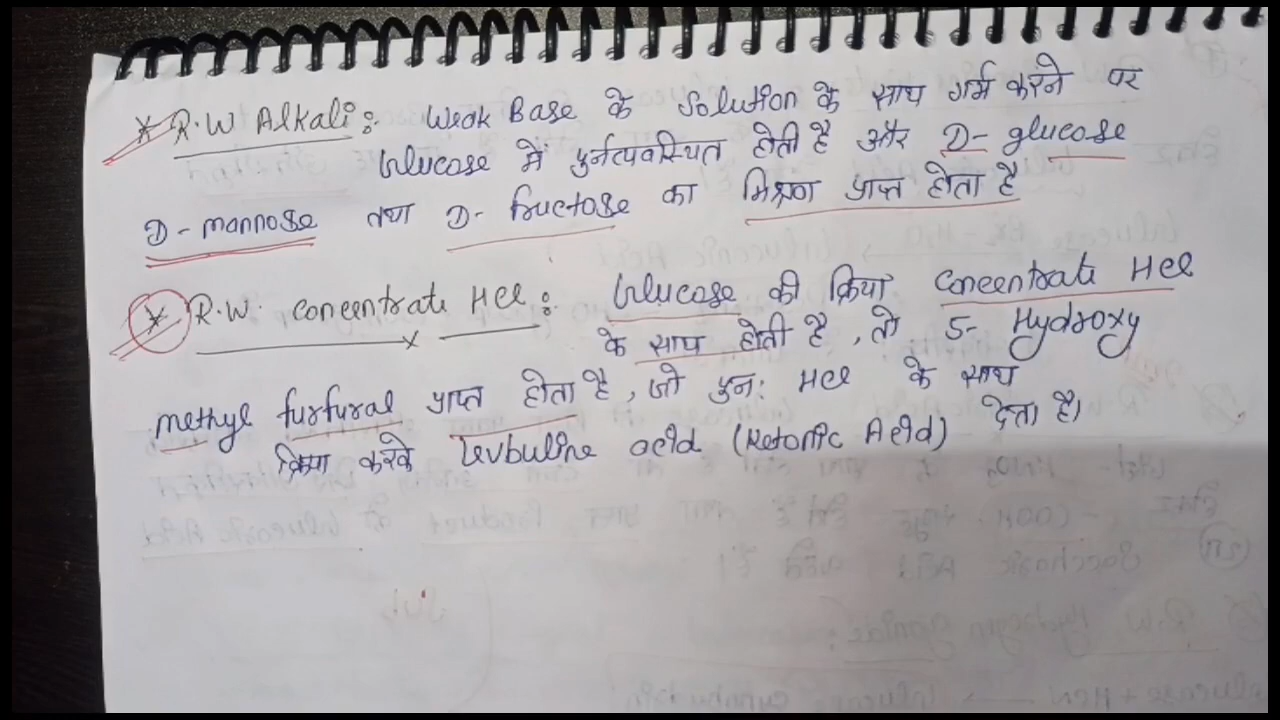 * R.W Alkali: Weak Base के Solution के साथ गर्म करने पर
Glucose में पुर्नव्यवस्थित होती है और D- glucose
D- mannose तथा D- fructose का मिश्रण प्राप्त होता है
* R.W. Concentrate HCl: Glucose की क्रिया Concentrate HCl
के साथ होती है, तो 5- Hydroxy
methyl furfural प्राप्त होता है, जो पुनः HCl के साथ
क्रिया करके levbuline acid (Ketonic Acid) देता है।